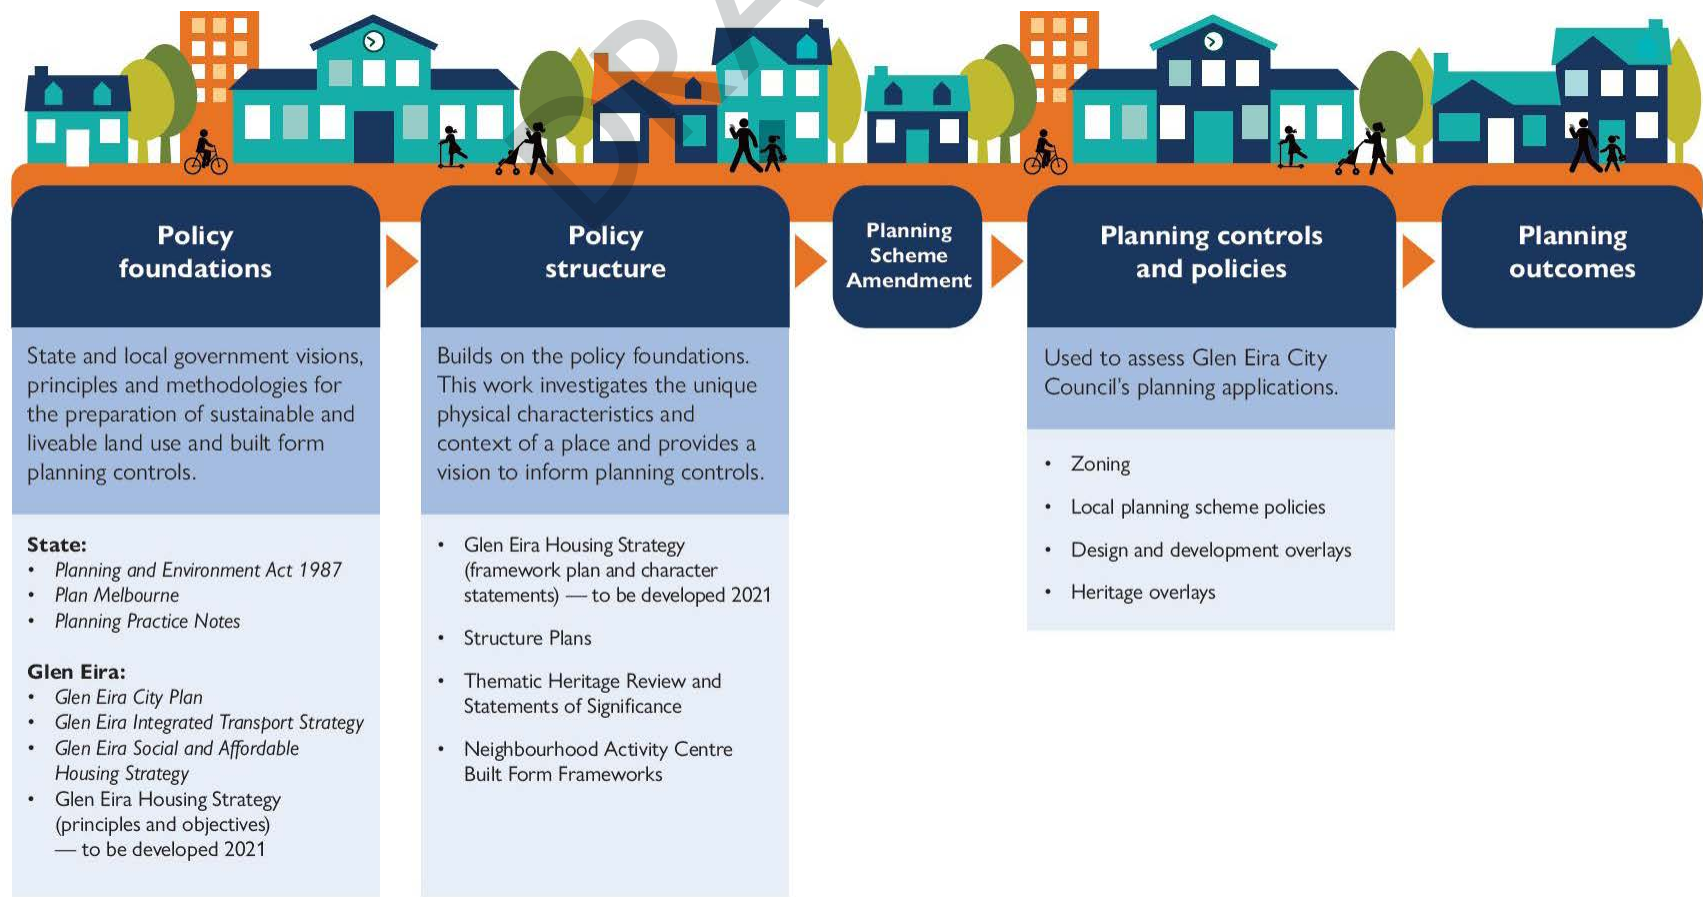 Policy
foundations
State and local government visions,
principles and methodologies for
the preparation of sustainable and
liveable land use and built form
planning controls.
State:
• Planning and Environment Act 1987
• Plan Melbourne
• Planning Practice Notes
Glen Eira:
• Glen Eira City Plan
• Glen Eira Integrated Transport Strategy
• Glen Eira Social and Affordable
Housing Strategy
• Glen Eira Housing Strategy
(principles and objectives)
— to be developed 2021
Policy
structure
Builds on the policy foundations.
This work investigates the unique
physical characteristics and
context of a place and provides a
vision to inform planning controls.
• Glen Eira Housing Strategy
(framework plan and character
statements) — to be developed 2021
• Structure Plans
• Thematic Heritage Review and
Statements of Significance
• Neighbourhood Activity Centre
Built Form Frameworks
Planning
Scheme
Amendment
Planning controls
and policies
Used to assess Glen Eira City
Council's planning applications.
• Zoning
• Local planning scheme policies
• Design and development overlays
• Heritage overlays
Planning
outcomes